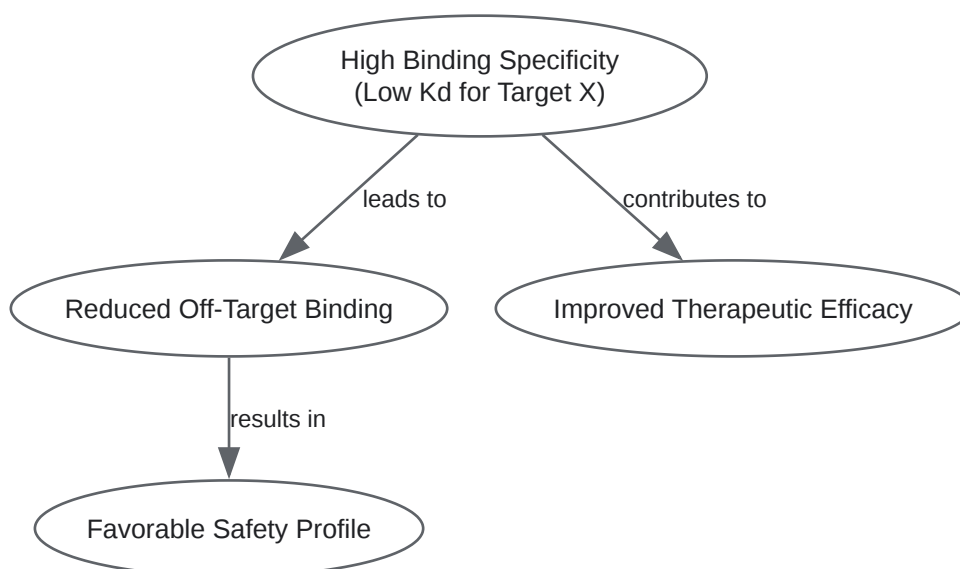 High Binding Specificity
(Low Kd for Target X)
leads to
contributes to
Reduced Off-Target Binding
Improved Therapeutic Efficacy
results in
Favorable Safety Profile